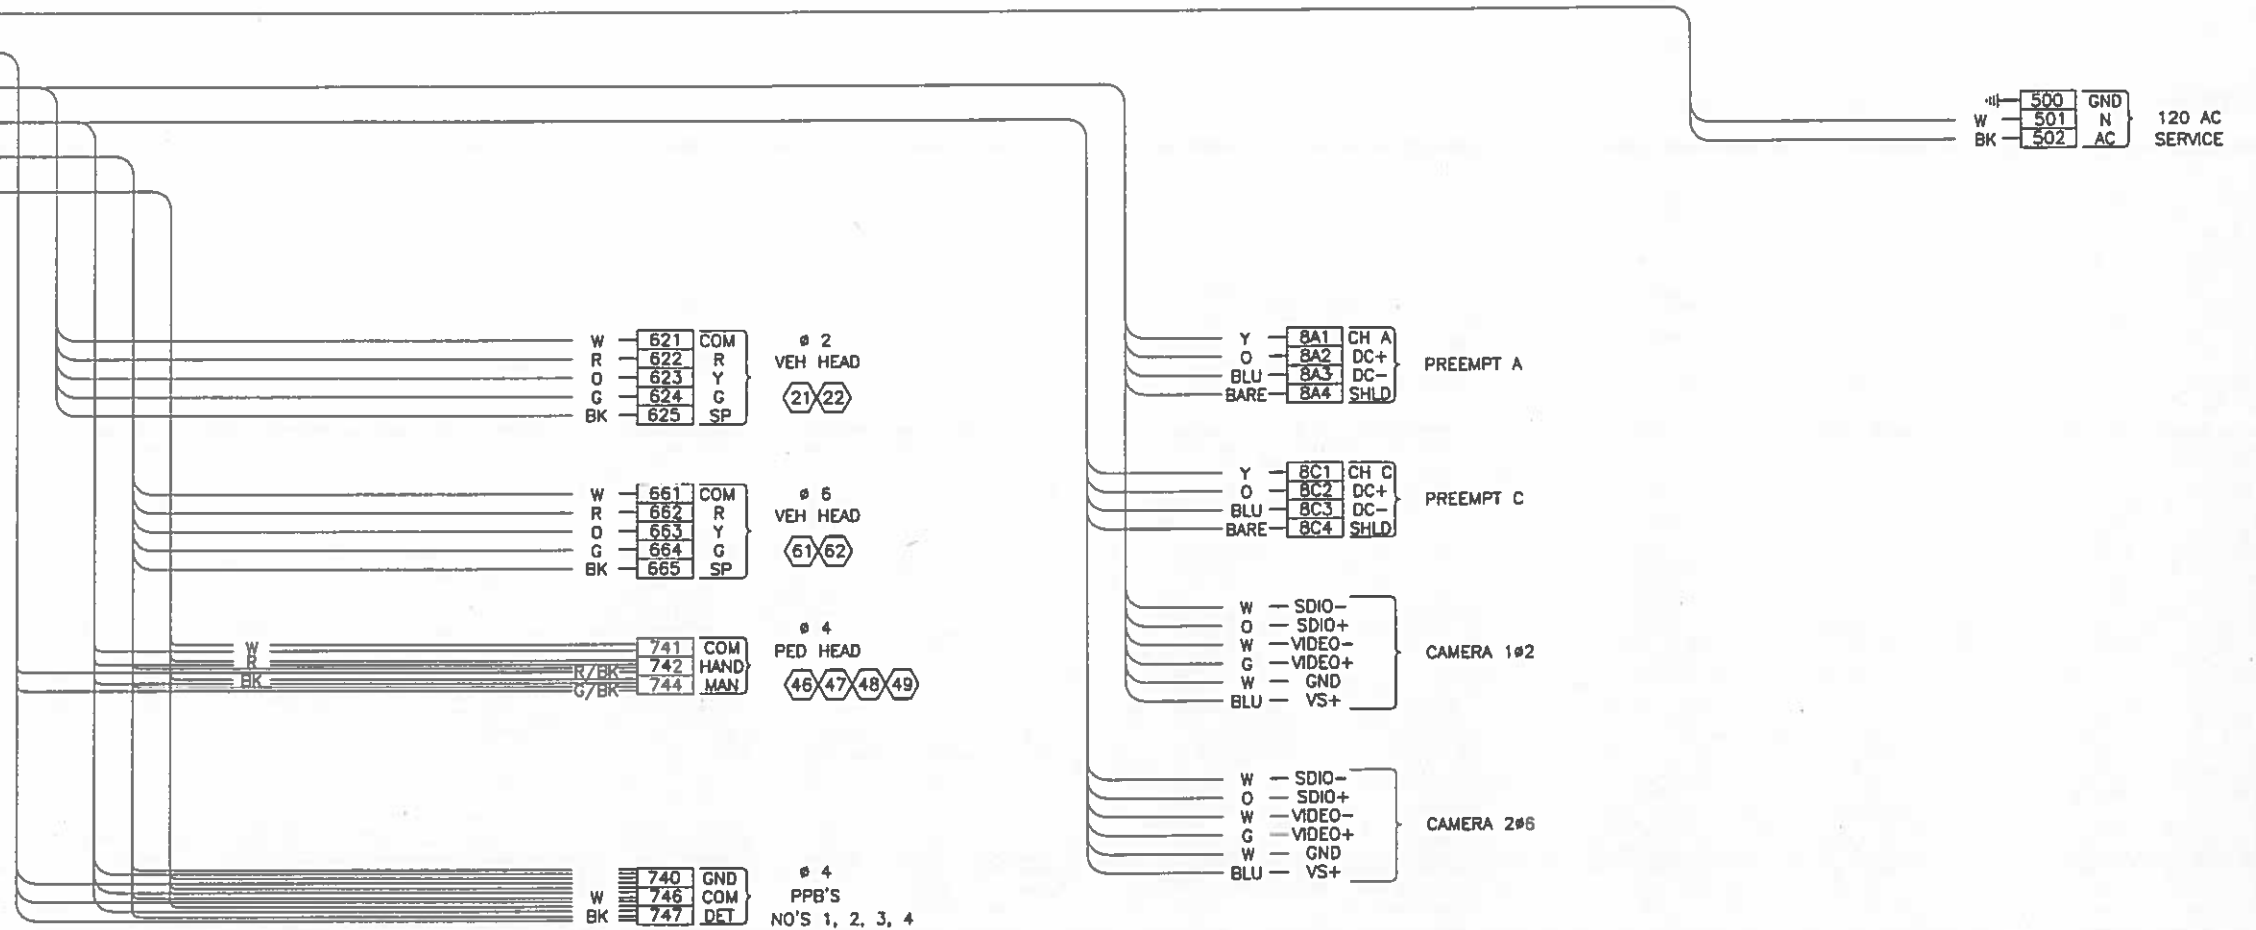 500 GND
W 501 N
BK 502 AC
120 AC
SERVICE
W 621 COM
R 622 R
O 623 Y
G 624 G
BK 625 SP
ø 2
VEH HEAD
21 22
W 661 COM
R 662 R
O 663 Y
G 664 G
BK 665 SP
ø 6
VEH HEAD
61 62
W 741 COM
R R/BK 742 HAND
BK G/BK 744 MAN
ø 4
PED HEAD
46 47 48 49
740 GND
W 746 COM
BK 747 DET
ø 4
PPB'S
NO'S 1, 2, 3, 4
Y 8A1 CH A
O 8A2 DC+
BLU 8A3 DC-
BARE 8A4 SHLD
PREEMPT A
Y 8C1 CH C
O 8C2 DC+
BLU 8C3 DC-
BARE 8C4 SHLD
PREEMPT C
W SDIO-
O SDIO+
W VIDEO-
G VIDEO+
W GND
BLU VS+
CAMERA 1ø2
W SDIO-
O SDIO+
W VIDEO-
G VIDEO+
W GND
BLU VS+
CAMERA 2ø6